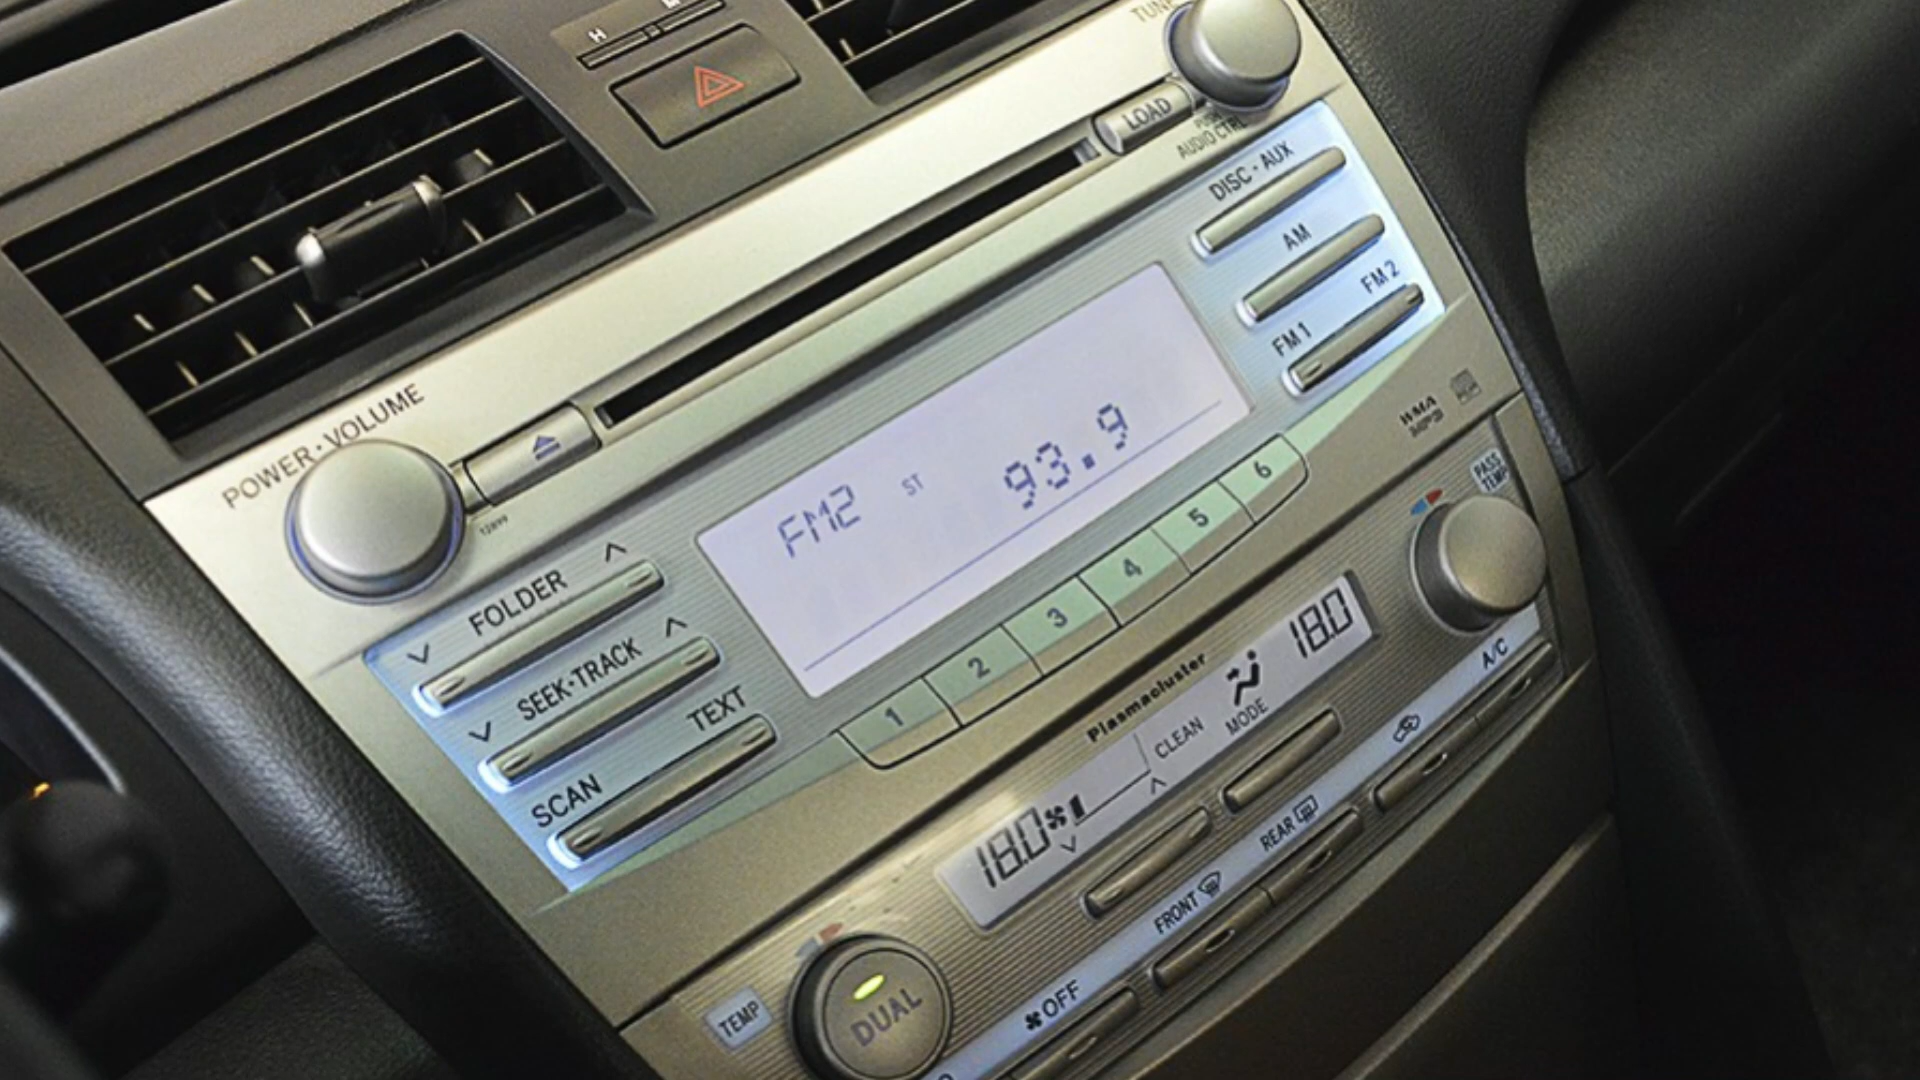 H
TUNE
LOAD
PUSH
AUDIO CTRL
DISC · AUX
AM
FM 2
FM 1
POWER · VOLUME
FM2 ST 93.9
FOLDER
SEEK·TRACK
TEXT
SCAN
1 2 3 4 5 6
WMA
MP3
PASS
TEMP
Plasmacluster
CLEAN
MODE
18.0
18.0
A/C
REAR
FRONT
OFF
TEMP
DUAL